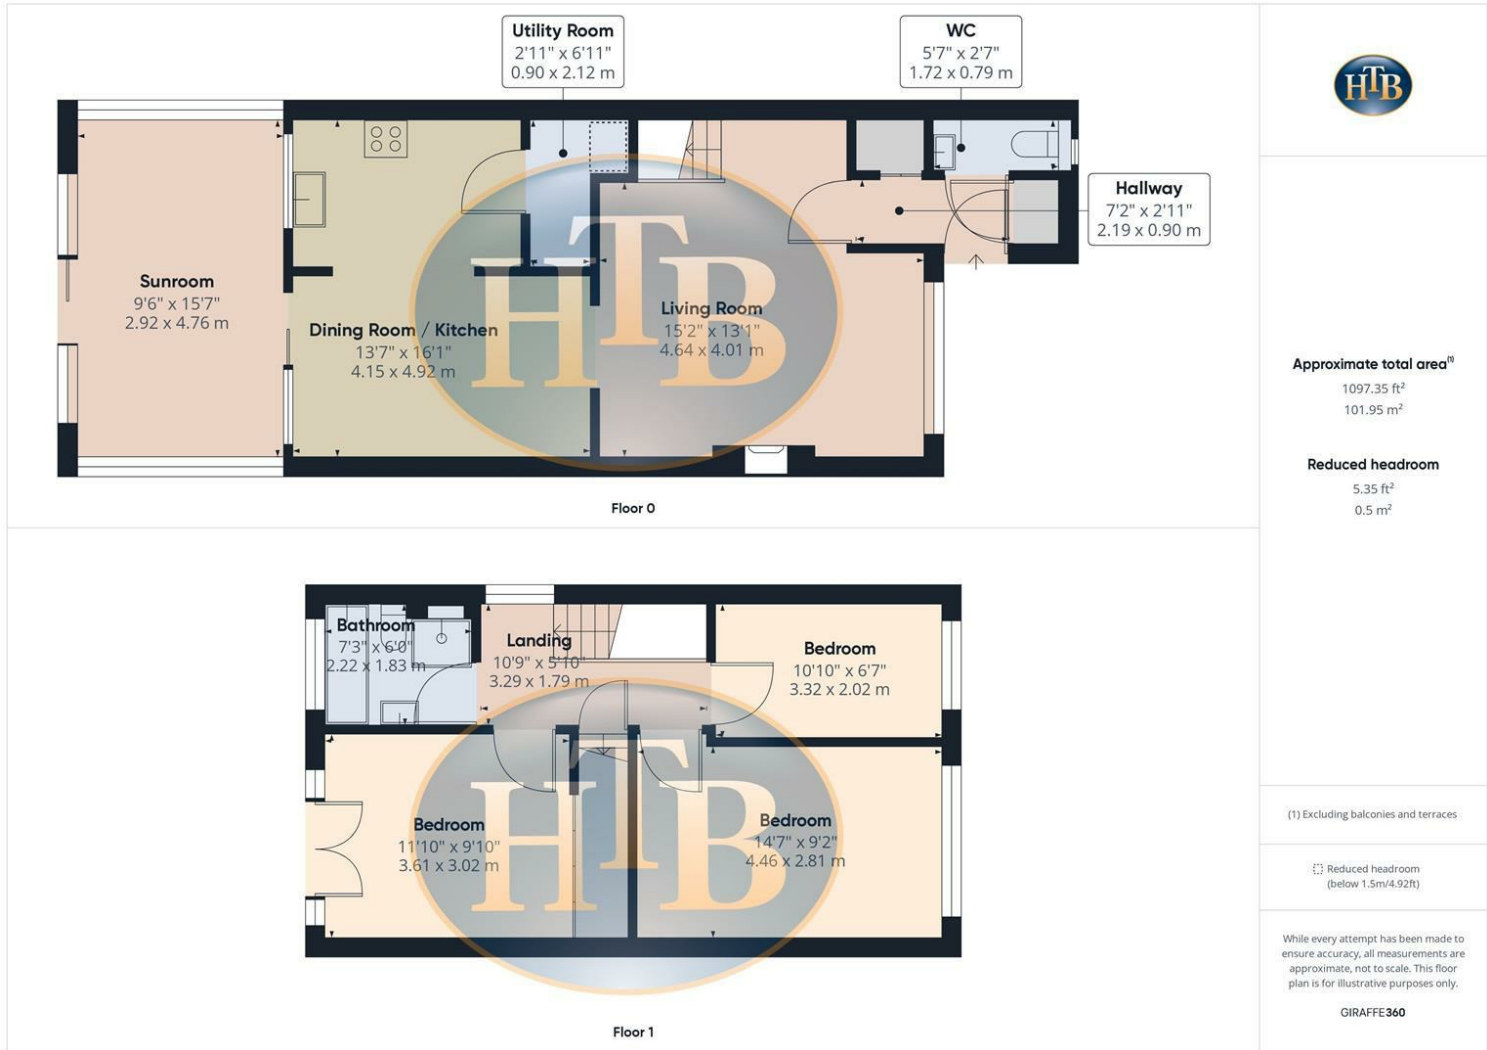 Utility Room
2'11" x 6'11"
0.90 x 2.12 m
WC
5'7" x 2'7"
1.72 x 0.79 m
Hallway
7'2" x 2'11"
2.19 x 0.90 m
Sunroom
9'6" x 15'7"
2.92 x 4.76 m
Dining Room / Kitchen
13'7" x 16'1"
4.15 x 4.92 m
Living Room
15'2" x 13'1"
4.64 x 4.01 m
HTB
Floor 0
Bathroom
7'3" x 6'0"
2.22 x 1.83 m
Landing
10'9" x 5'10"
3.29 x 1.79 m
Bedroom
10'10" x 6'7"
3.32 x 2.02 m
Bedroom
11'10" x 9'10"
3.61 x 3.02 m
Bedroom
14'7" x 9'2"
4.46 x 2.81 m
HTB
Floor 1
HTB
Approximate total area(1)
1097.35 ft²
101.95 m²
Reduced headroom
5.35 ft²
0.5 m²
(1) Excluding balconies and terraces
Reduced headroom
(below 1.5m/4.92ft)
While every attempt has been made to
ensure accuracy, all measurements are
approximate, not to scale. This floor
plan is for illustrative purposes only.
GIRAFFE360